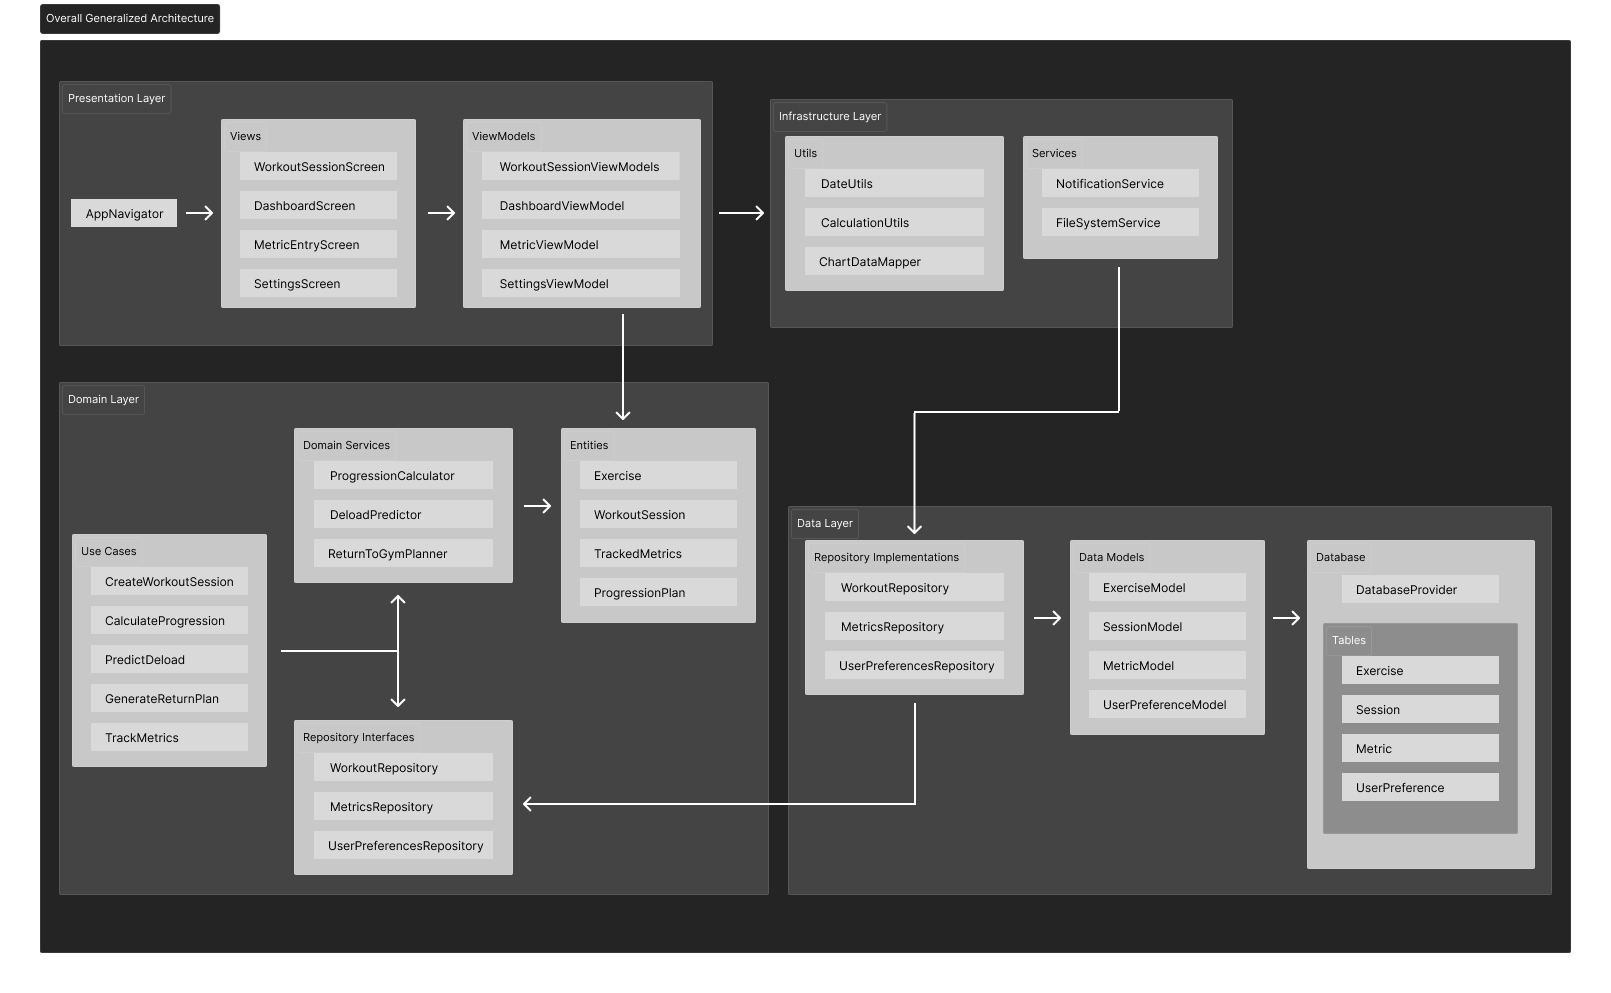 Overall Generalized Architecture
Presentation Layer
AppNavigator
Views
WorkoutSessionScreen
DashboardScreen
MetricEntryScreen
SettingsScreen
ViewModels
WorkoutSessionViewModels
DashboardViewModel
MetricViewModel
SettingsViewModel
Infrastructure Layer
Utils
DateUtils
CalculationUtils
ChartDataMapper
Services
NotificationService
FileSystemService
Domain Layer
Use Cases
CreateWorkoutSession
CalculateProgression
PredictDeload
GenerateReturnPlan
TrackMetrics
Domain Services
ProgressionCalculator
DeloadPredictor
ReturnToGymPlanner
Repository Interfaces
WorkoutRepository
MetricsRepository
UserPreferencesRepository
Entities
Exercise
WorkoutSession
TrackedMetrics
ProgressionPlan
Data Layer
Repository Implementations
WorkoutRepository
MetricsRepository
UserPreferencesRepository
Data Models
ExerciseModel
SessionModel
MetricModel
UserPreferenceModel
Database
DatabaseProvider
Tables
Exercise
Session
Metric
UserPreference